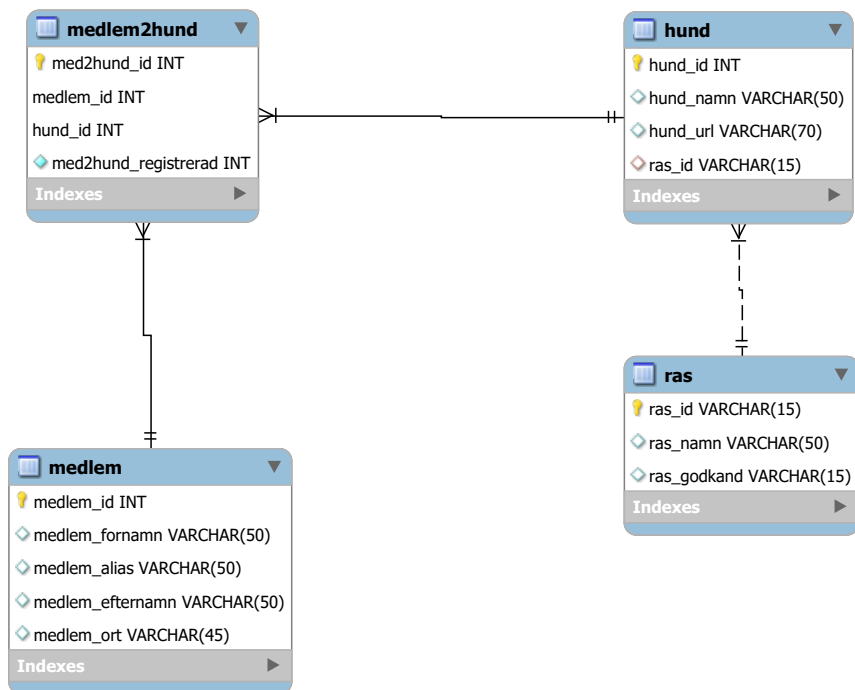 medlem2hund
med2hund_id INT
medlem_id INT
hund_id INT
med2hund_registrerad INT
Indexes
hund
hund_id INT
hund_namn VARCHAR(50)
hund_url VARCHAR(70)
ras_id VARCHAR(15)
Indexes
ras
ras_id VARCHAR(15)
ras_namn VARCHAR(50)
ras_godkand VARCHAR(15)
Indexes
medlem
medlem_id INT
medlem_fornamn VARCHAR(50)
medlem_alias VARCHAR(50)
medlem_efternamn VARCHAR(50)
medlem_ort VARCHAR(45)
Indexes